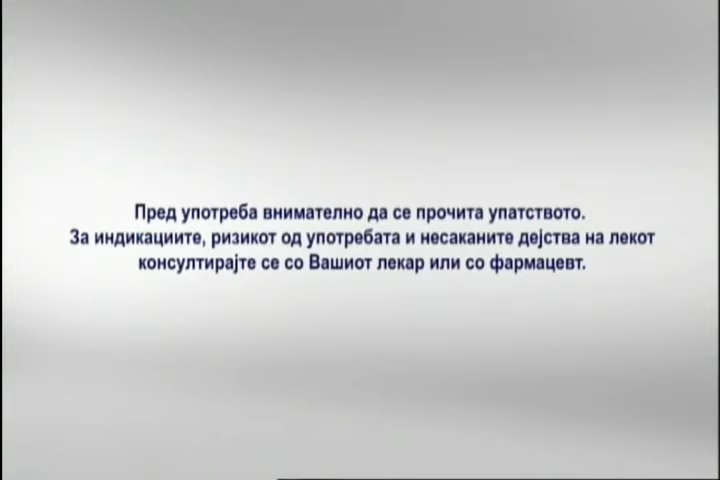 Пред употреба внимателно да се прочита упатството.
За индикациите, ризикот од употребата и несаканите дејства на лекот
консултирајте се со Вашиот лекар или со фармацевт.